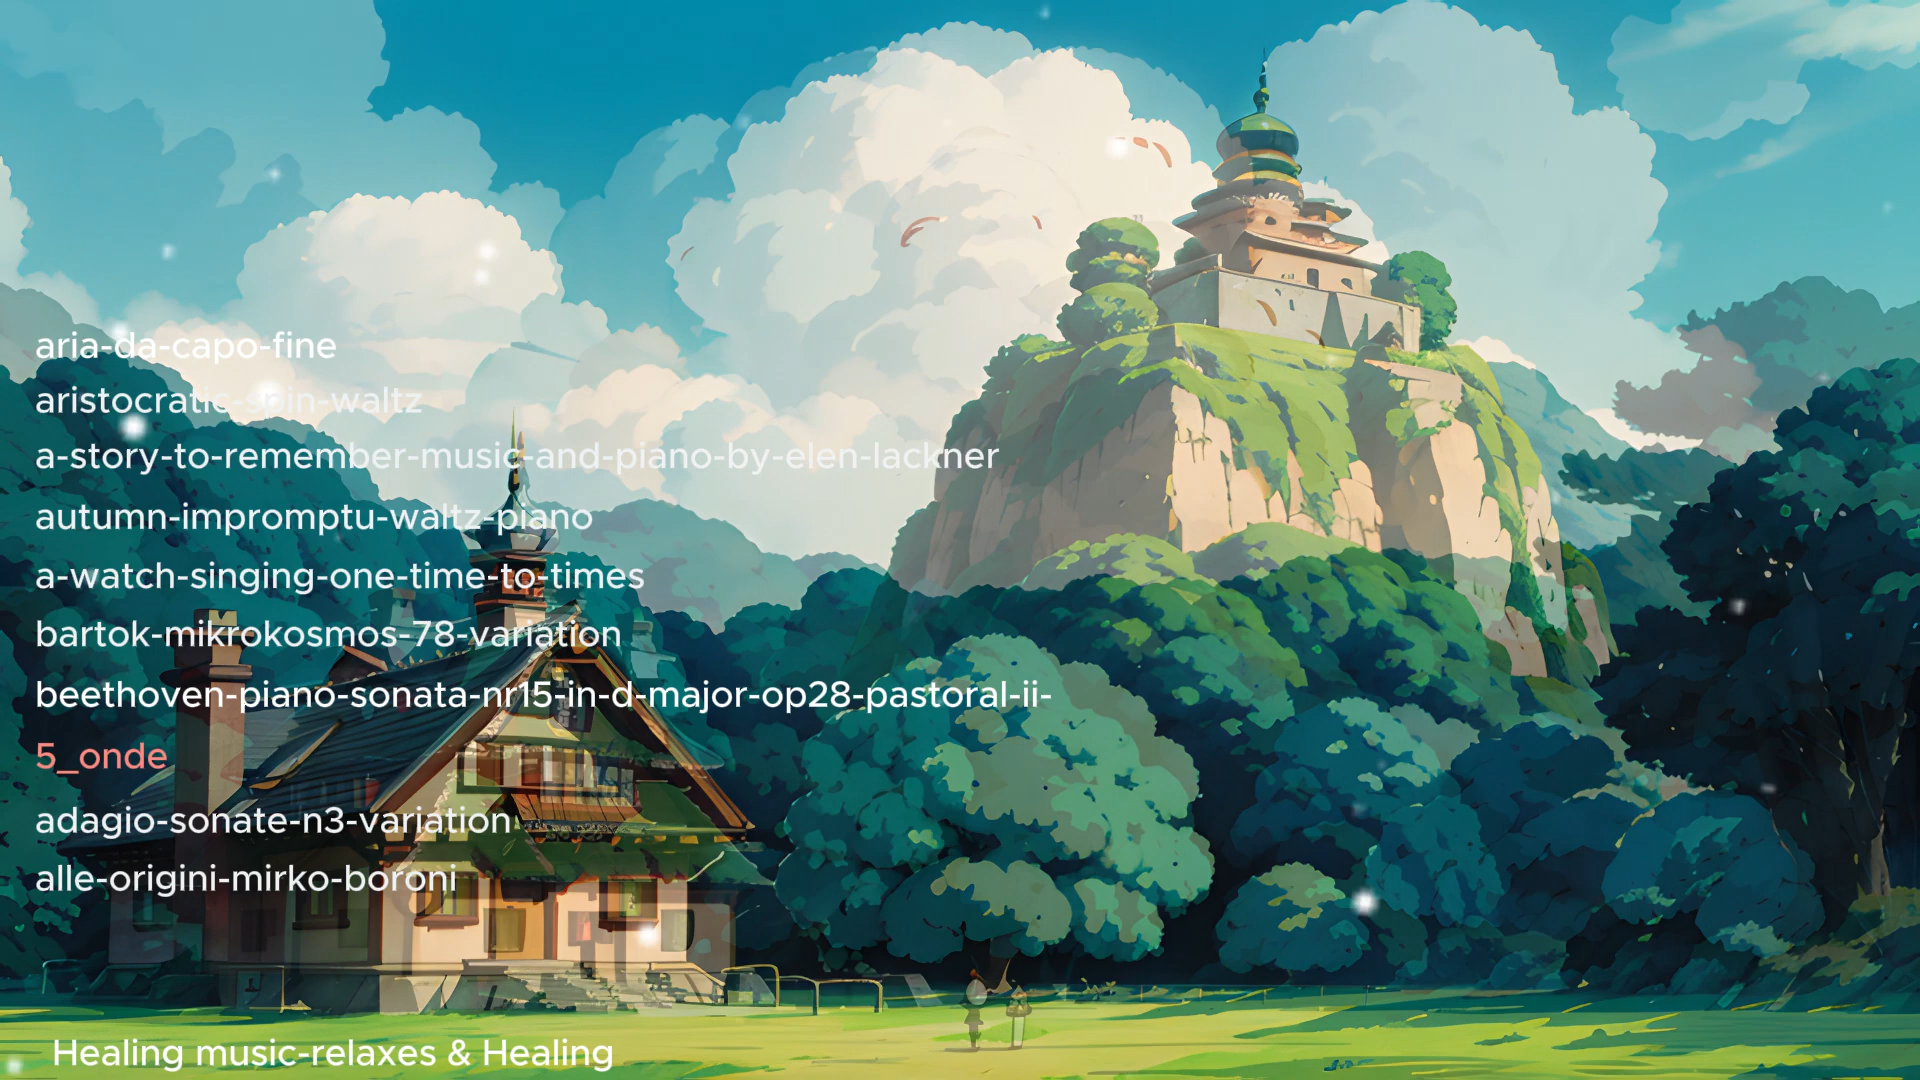 aria-da-capo-fine
aristocratic-spin-waltz
a-story-to-remember-music-and-piano-by-elen-lackner
autumn-impromptu-waltz-piano
a-watch-singing-one-time-to-times
bartok-mikrokosmos-78-variation
beethoven-piano-sonata-nr15-in-d-major-op28-pastoral-ii-
5_onde
adagio-sonate-n3-variation
alle-origini-mirko-boroni
Healing music-relaxes & Healing